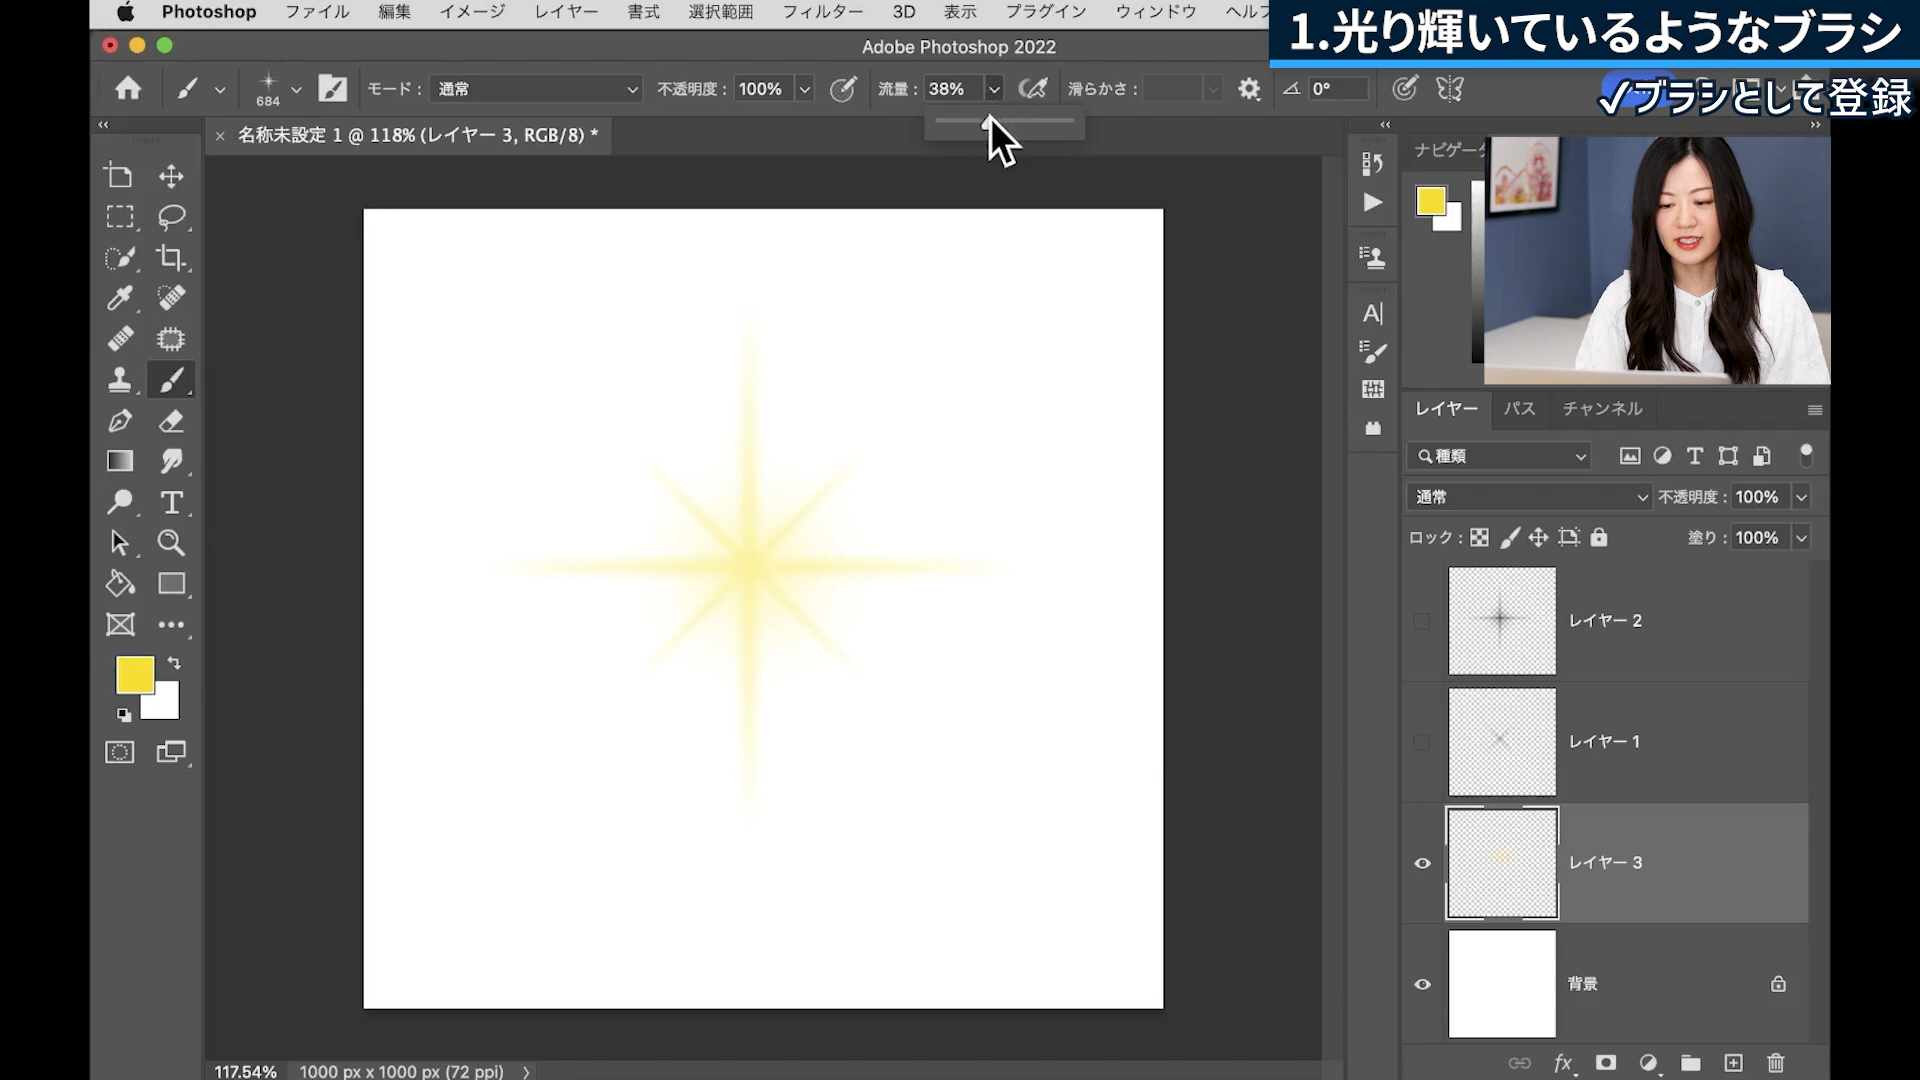 Photoshop ファイル 編集 イメージ レイヤー 書式 選択範囲 フィルター 3D 表示 プラグイン ウィンドウ ヘルプ
1.光り輝いているようなブラシ
Adobe Photoshop 2022
✓ブラシとして登録
684 モード： 通常 不透明度： 100% 流量： 38% 滑らかさ： 0°
× 名称未設定 1 @ 118% (レイヤー 3, RGB/8) *
レイヤー パス チャンネル
種類
通常 不透明度： 100%
ロック： 塗り： 100%
レイヤー 2
レイヤー 1
レイヤー 3
背景
fx
117.54% 1000 px x 1000 px (72 ppi)